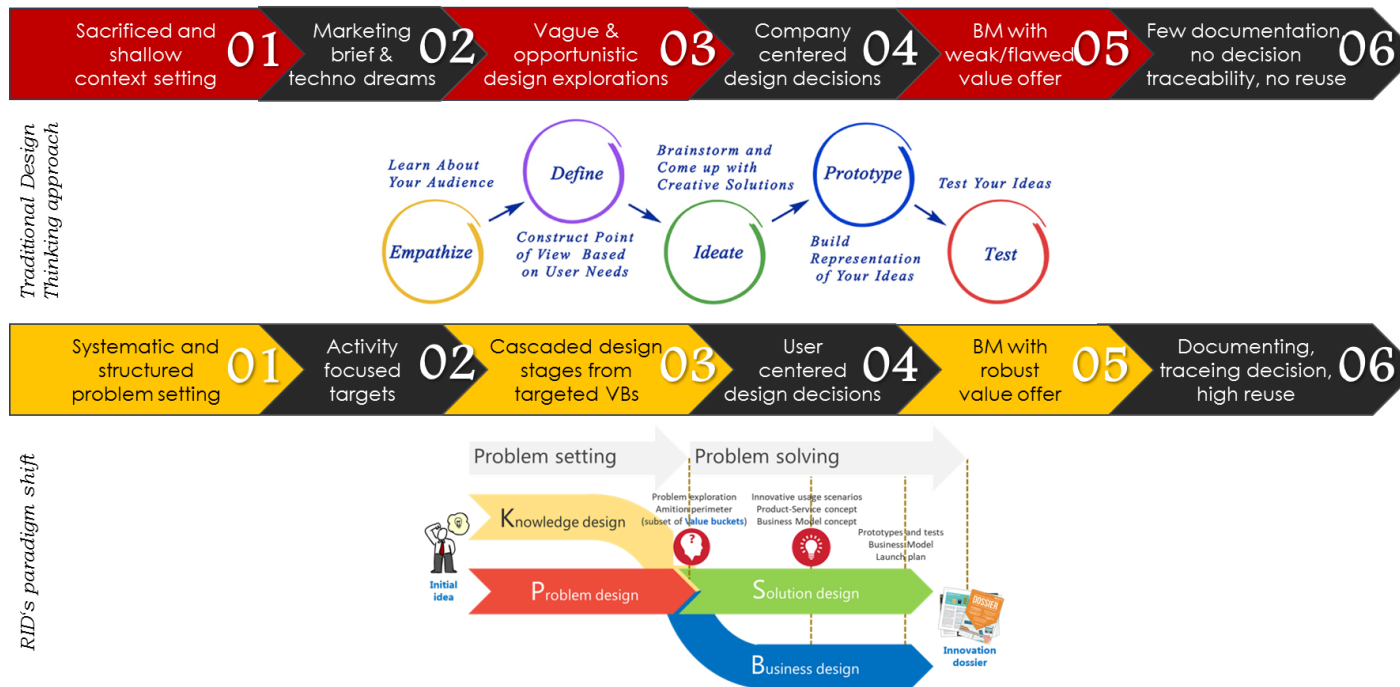 Sacrificed and
shallow
context setting
01
Marketing
brief &
techno dreams
02
Vague &
opportunistic
design explorations
03
Company
centered
design decisions
04
BM with
weak/flawed
value offer
05
Few documentation
no decision
traceability, no reuse
06
Traditional Design
Thinking approach
Learn About
Your Audience
Empathize
Define
Construct Point
of View Based
on User Needs
Brainstorm and
Come up with
Creative Solutions
Ideate
Prototype
Build
Representation
of Your Ideas
Test Your Ideas
Test
Systematic and
structured
problem setting
01
Activity
focused
targets
02
Cascaded design
stages from
targeted VBs
03
User
centered
design decisions
04
BM with
robust
value offer
05
Documenting,
traceing decision,
high reuse
06
RID's paradigm shift
Problem setting
Problem solving
Knowledge design
Problem exploration
Amition perimeter
(subset of Value buckets)
?
Innovative usage scenarios
Product-Service concept
Business Model concept
Prototypes and tests
Business Model
Launch plan
Initial
idea
Problem design
Solution design
Business design
DOSSIER
Innovation
dossier